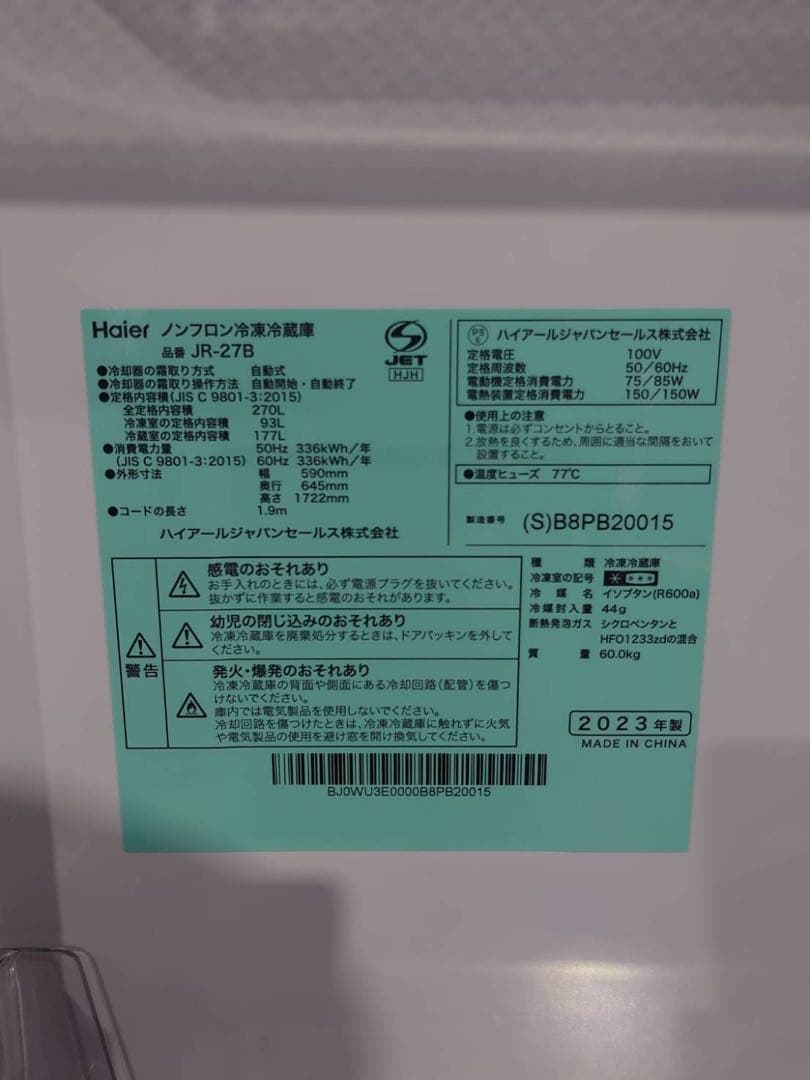 Haier ノンフロン冷凍冷蔵庫
品番 JR-27B
●冷却器の霜取り方式 自動式
●冷却器の霜取り操作方法 自動開始・自動終了
●定格内容積(JIS C 9801-3:2015)
全定格内容積 270L
冷凍室の定格内容積 93L
冷蔵室の定格内容積 177L
●消費電力量 50Hz 336kWh/年
(JIS C 9801-3:2015) 60Hz 336kWh/年
●外形寸法 幅 590mm
奥行 645mm
高さ 1722mm
●コードの長さ 1.9m
ハイアールジャパンセールス株式会社
JET
HJH
PS
E
ハイアールジャパンセールス株式会社
定格電圧 100V
定格周波数 50/60Hz
電動機定格消費電力 75/85W
電熱装置定格消費電力 150/150W
●使用上の注意
1.電源は必ずコンセントからとること。
2.放熱を良くするため、周囲に適当な間隔をおいて
設置すること。
●温度ヒューズ 77℃
製造番号 (S)B8PB20015
警告
感電のおそれあり
お手入れのときには、必ず電源プラグを抜いてください。
抜かずに作業すると感電のおそれがあります。
幼児の閉じ込みのおそれあり
冷凍冷蔵庫を廃棄処分するときは、ドアパッキンを外して
ください。
発火・爆発のおそれあり
冷凍冷蔵庫の背面や側面にある冷却回路(配管)を傷つ
けないでください。
庫内では電気製品を使用しないでください。
冷却回路を傷つけたときは、冷凍冷蔵庫に触れずに火気
や電気製品の使用を避け窓を開け換気してください。
種類 冷凍冷蔵庫
冷凍室の記号
冷媒名 イソブタン(R600a)
冷媒封入量 44g
断熱発泡ガス シクロペンタンと
HFO1233zdの混合
質量 60.0kg
2023年製
MADE IN CHINA
BJ0WU3E0000B8PB20015